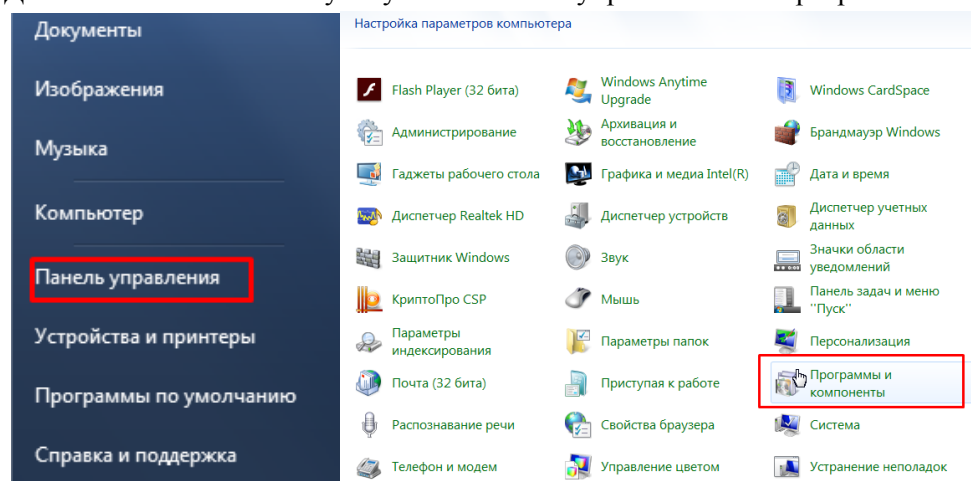 Документы
Изображения
Музыка
Компьютер
Панель управления
Устройства и принтеры
Программы по умолчанию
Справка и поддержка
Настройка параметров компьютера
Flash Player (32 бита)
Windows Anytime
Upgrade
Windows CardSpace
Администрирование
Архивация и
восстановление
Брандмауэр Windows
Гаджеты рабочего стола
Графика и медиа Intel(R)
Дата и время
Диспетчер Realtek HD
Диспетчер устройств
Диспетчер учетных
данных
Защитник Windows
Звук
Значки области
уведомлений
КриптоПро CSP
Мышь
Панель задач и меню
"Пуск"
Параметры
индексирования
Параметры папок
Персонализация
Почта (32 бита)
Приступая к работе
Программы и
компоненты
Распознавание речи
Свойства браузера
Система
Телефон и модем
Управление цветом
Устранение неполадок